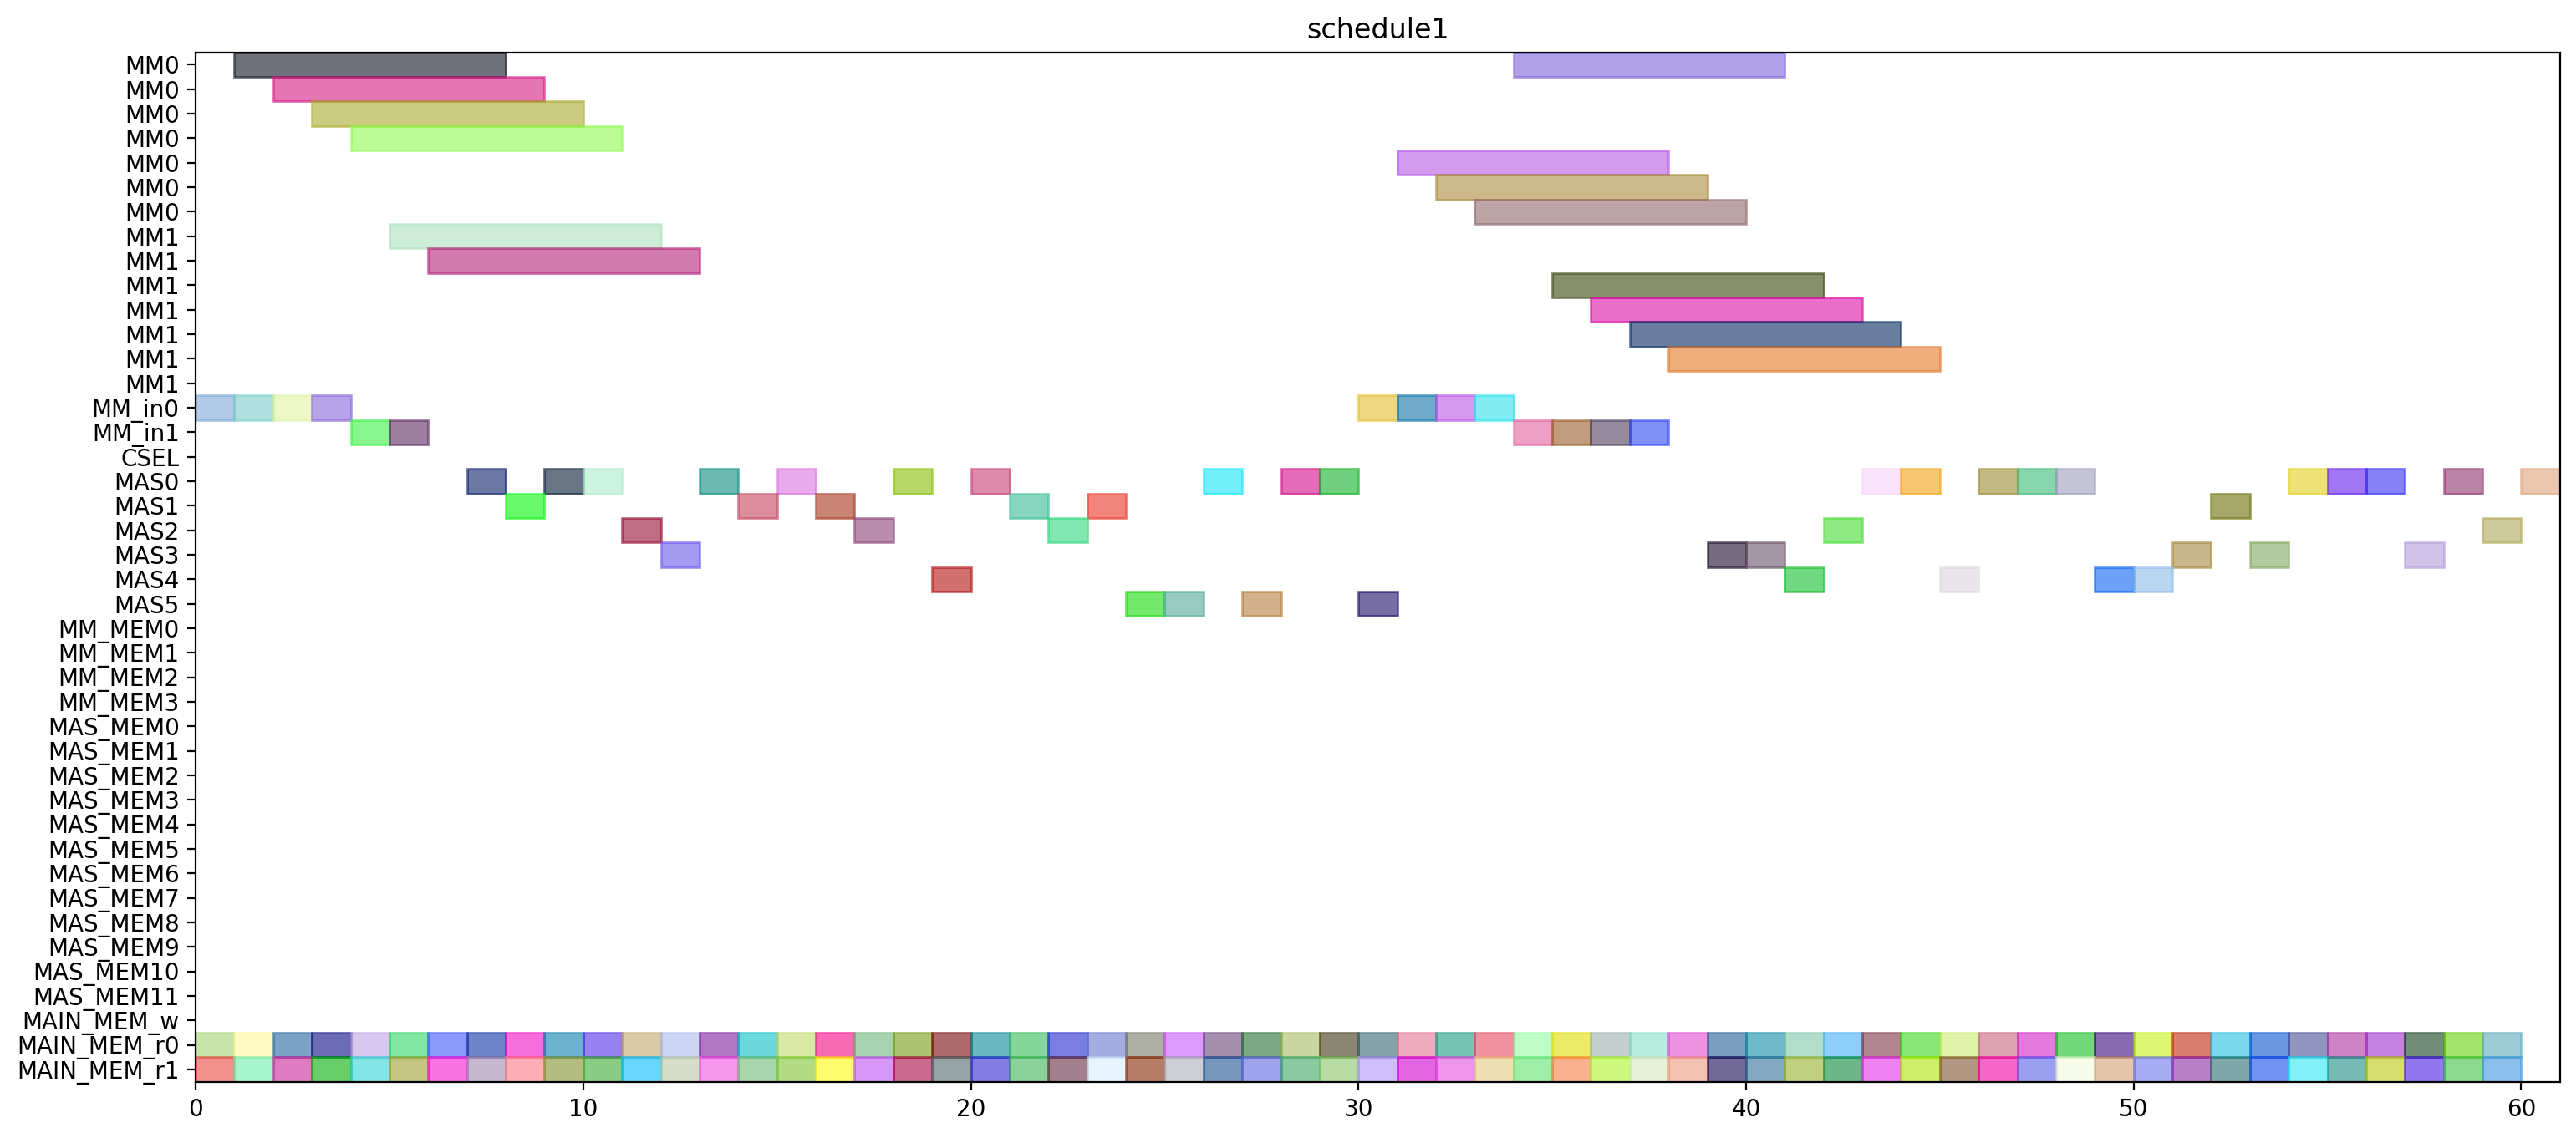 schedule1
MM0
MM0
MM0
MM0
MM0
MM0
MM0
MM1
MM1
MM1
MM1
MM1
MM1
MM1
MM_in0
MM_in1
CSEL
MAS0
MAS1
MAS2
MAS3
MAS4
MAS5
MM_MEM0
MM_MEM1
MM_MEM2
MM_MEM3
MAS_MEM0
MAS_MEM1
MAS_MEM2
MAS_MEM3
MAS_MEM4
MAS_MEM5
MAS_MEM6
MAS_MEM7
MAS_MEM8
MAS_MEM9
MAS_MEM10
MAS_MEM11
MAIN_MEM_w
MAIN_MEM_r0
MAIN_MEM_r1
0 10 20 30 40 50 60